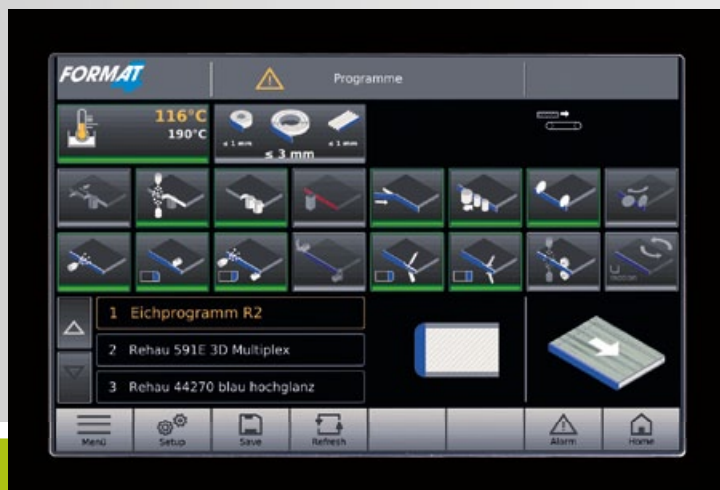 FORMAT
Programme
116°C
190°C
≤ 1 mm
≤ 1 mm
≤ 3 mm
1 Eichprogramm R2
2 Rehau 591E 3D Multiplex
3 Rehau 44270 blau hochglanz
Menü
Setup
Save
Refresh
Alarm
Home